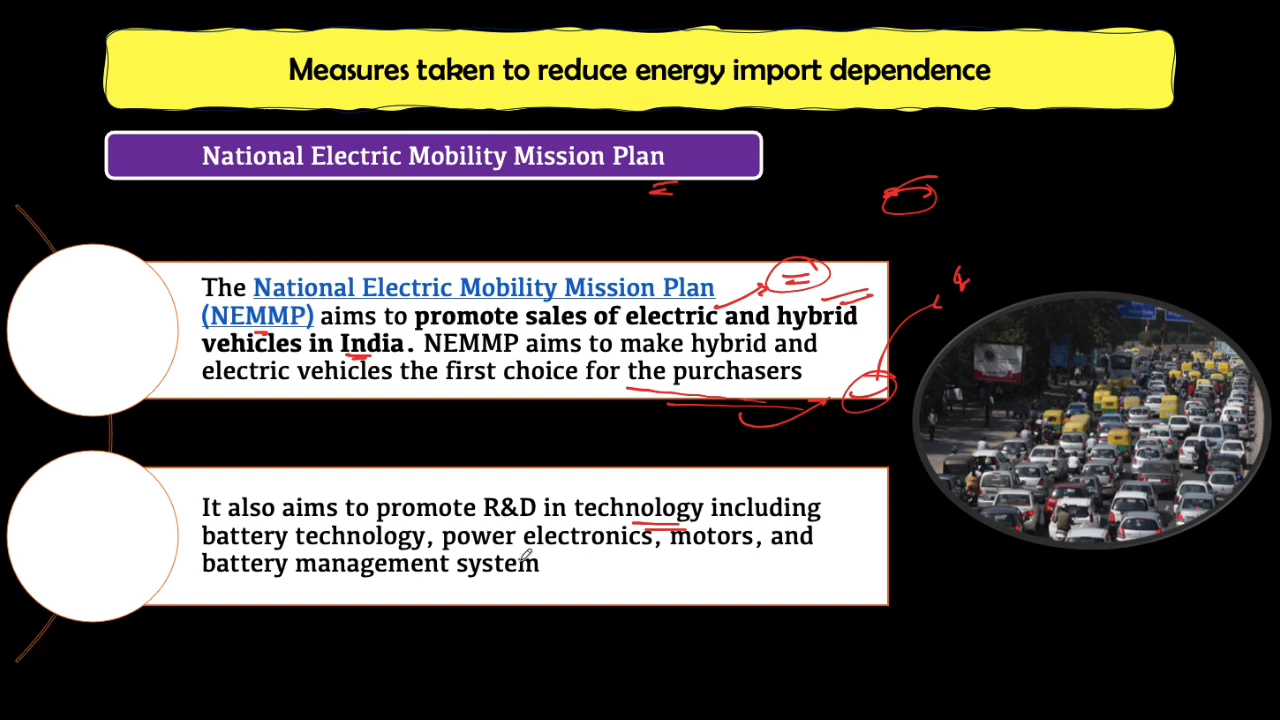 Measures taken to reduce energy import dependence
National Electric Mobility Mission Plan
The National Electric Mobility Mission Plan
(NEMMP) aims to promote sales of electric and hybrid
vehicles in India. NEMMP aims to make hybrid and
electric vehicles the first choice for the purchasers
It also aims to promote R&D in technology including
battery technology, power electronics, motors, and
battery management system